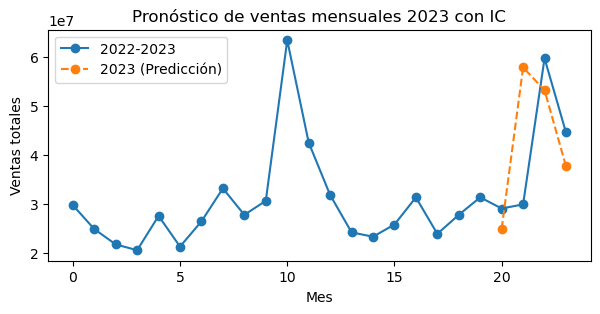 Pronóstico de ventas mensuales 2023 con IC
1e7
2022-2023
2023 (Predicción)
Ventas totales
6
5
4
3
2
0
5
10
15
20
Mes